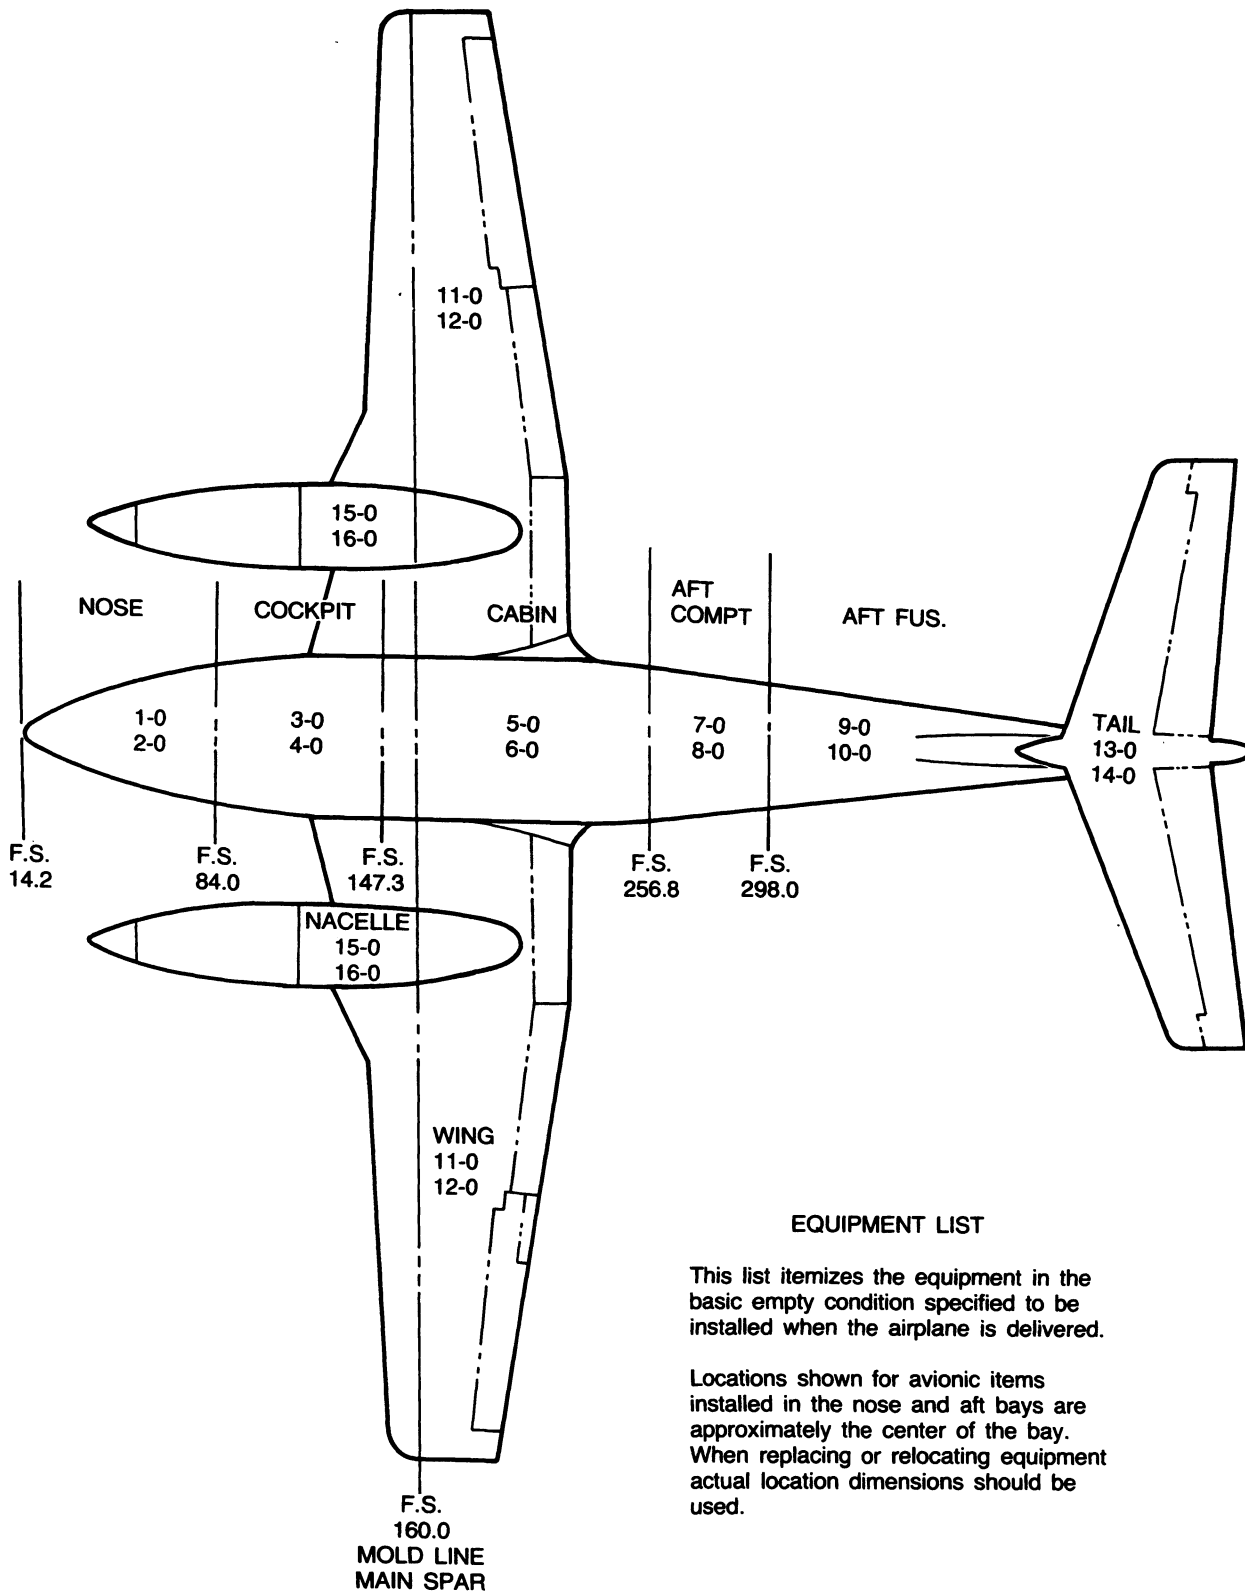 11-0
12-0
15-0
16-0
NOSE
COCKPIT
CABIN
AFT
COMPT
AFT FUS.
1-0
2-0
3-0
4-0
5-0
6-0
7-0
8-0
9-0
10-0
TAIL
13-0
14-0
F.S.
14.2
F.S.
84.0
F.S.
147.3
F.S.
256.8
F.S.
298.0
NACELLE
15-0
16-0
WING
11-0
12-0
EQUIPMENT LIST
This list itemizes the equipment in the
basic empty condition specified to be
installed when the airplane is delivered.
Locations shown for avionic items
installed in the nose and aft bays are
approximately the center of the bay.
When replacing or relocating equipment
actual location dimensions should be
used.
F.S.
160.0
MOLD LINE
MAIN SPAR